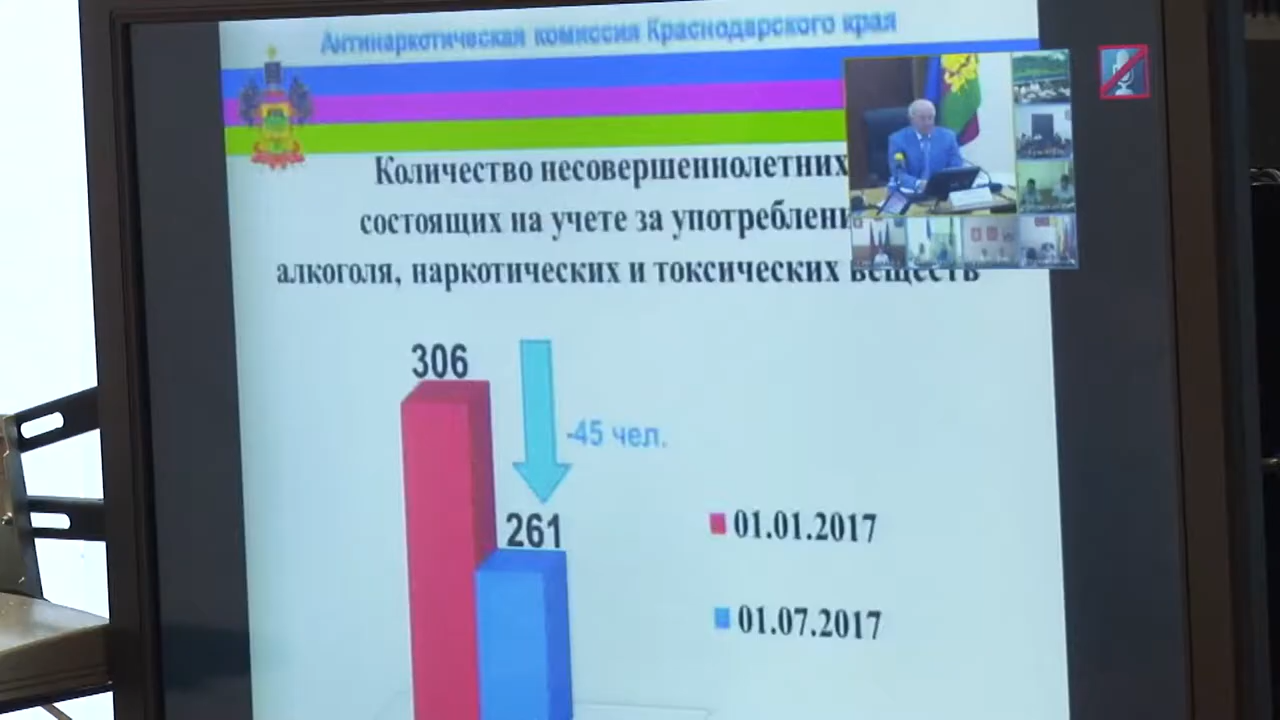 Антинаркотическая комиссия Краснодарского края
Количество несовершеннолетних
состоящих на учете за
алкоголя, наркотических и токсических веществ
306
-45 чел.
261
01.01.2017
01.07.2017